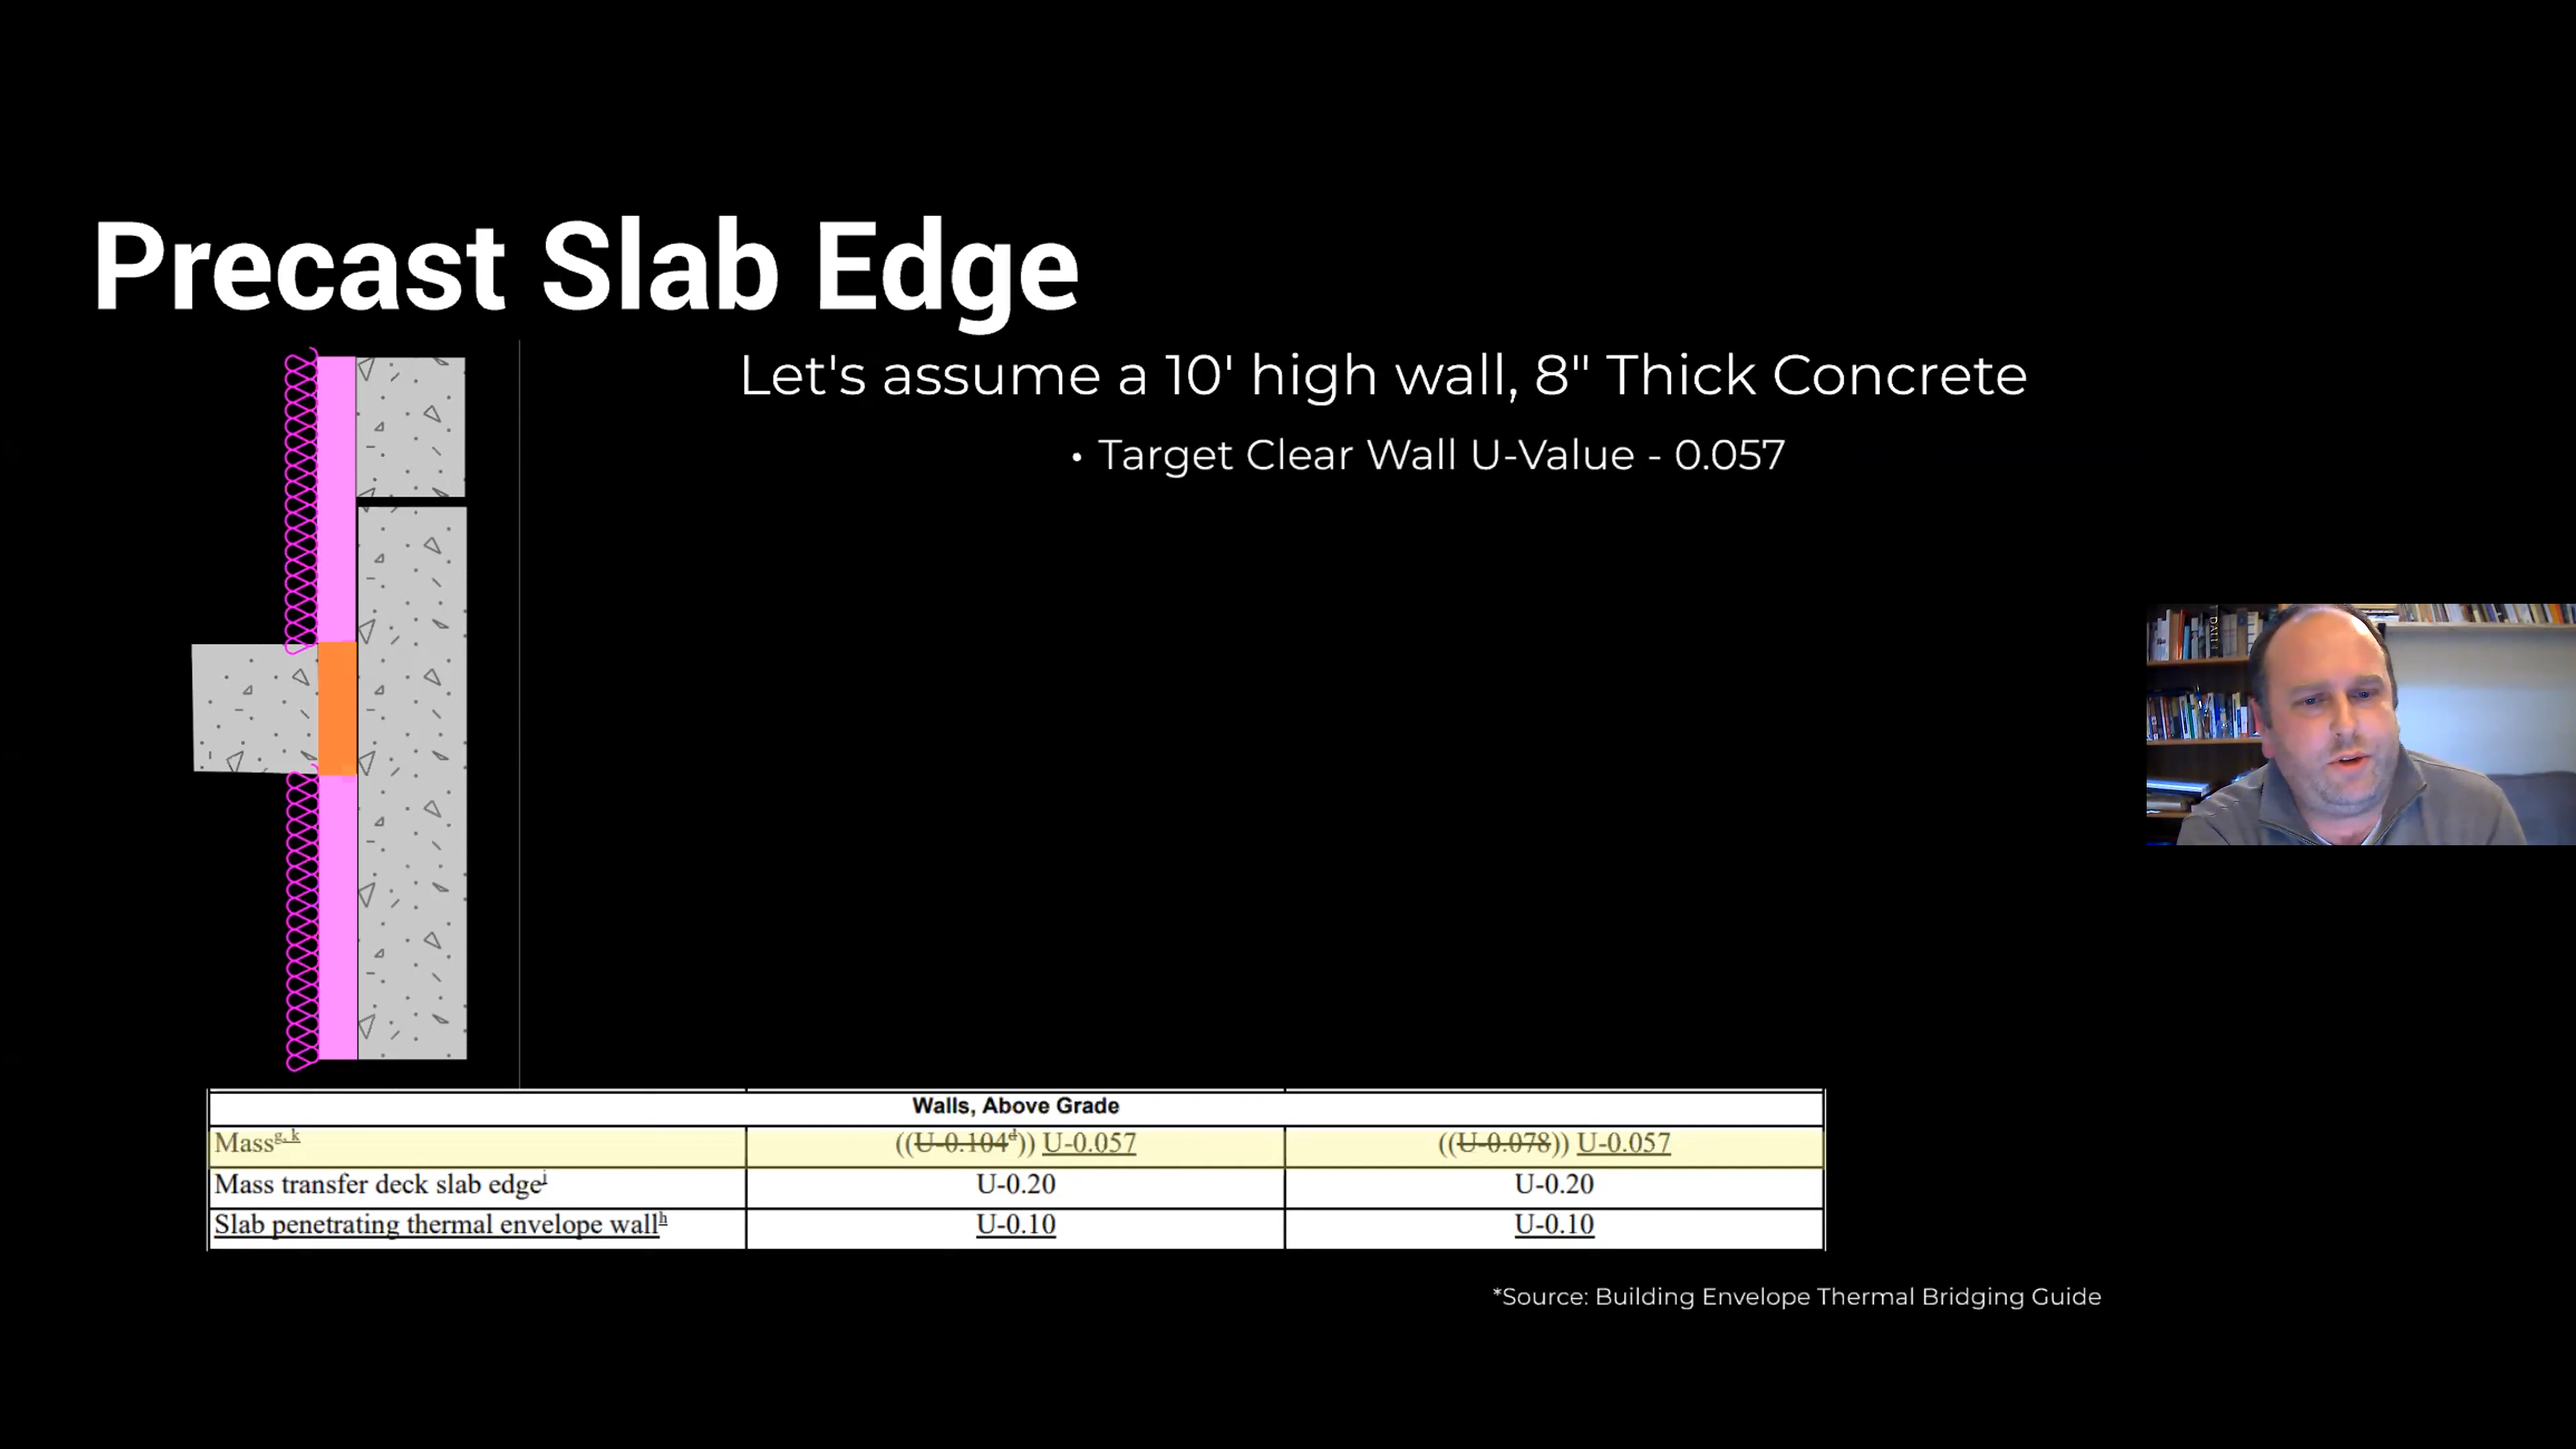 Precast Slab Edge
Let's assume a 10' high wall, 8" Thick Concrete
• Target Clear Wall U-Value - 0.057
Walls, Above Grade
Mass^g, k ((U-0.104^d)) U-0.057 ((U-0.078)) U-0.057
Mass transfer deck slab edge^j U-0.20 U-0.20
Slab penetrating thermal envelope wall^h U-0.10 U-0.10
*Source: Building Envelope Thermal Bridging Guide